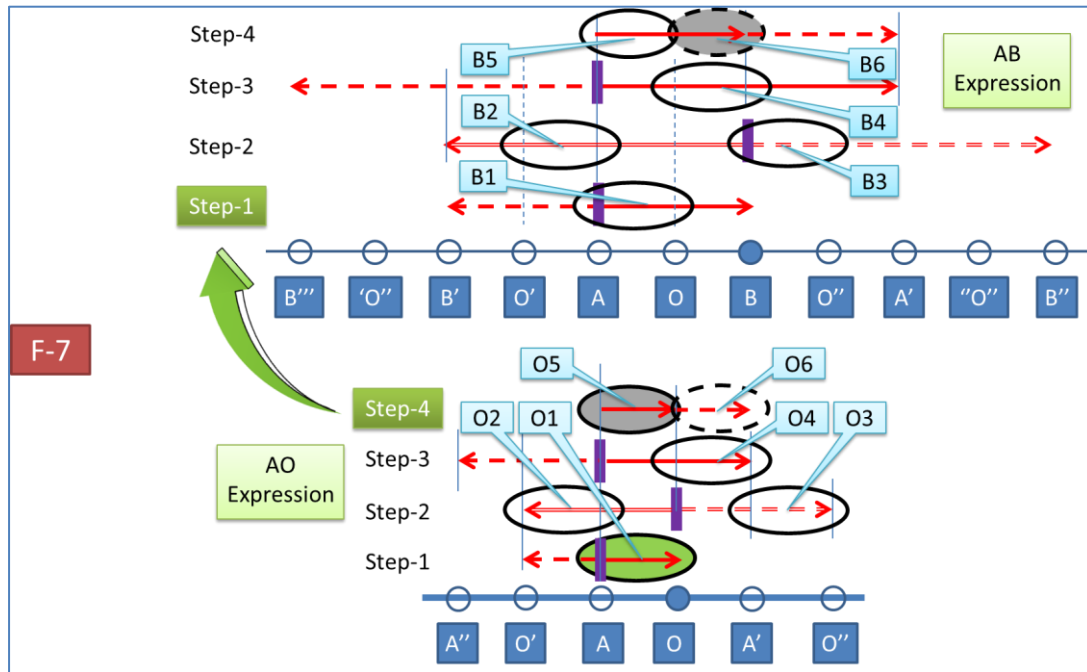 Step-4
B5
B6
AB
Expression
Step-3
B2
B4
Step-2
B1
B3
Step-1
B'''
'O''
B'
O'
A
O
B
O''
A'
''O''
B''
F-7
O5
O6
Step-4
O2
O1
O4
O3
AO
Expression
Step-3
Step-2
Step-1
A''
O'
A
O
A'
O''